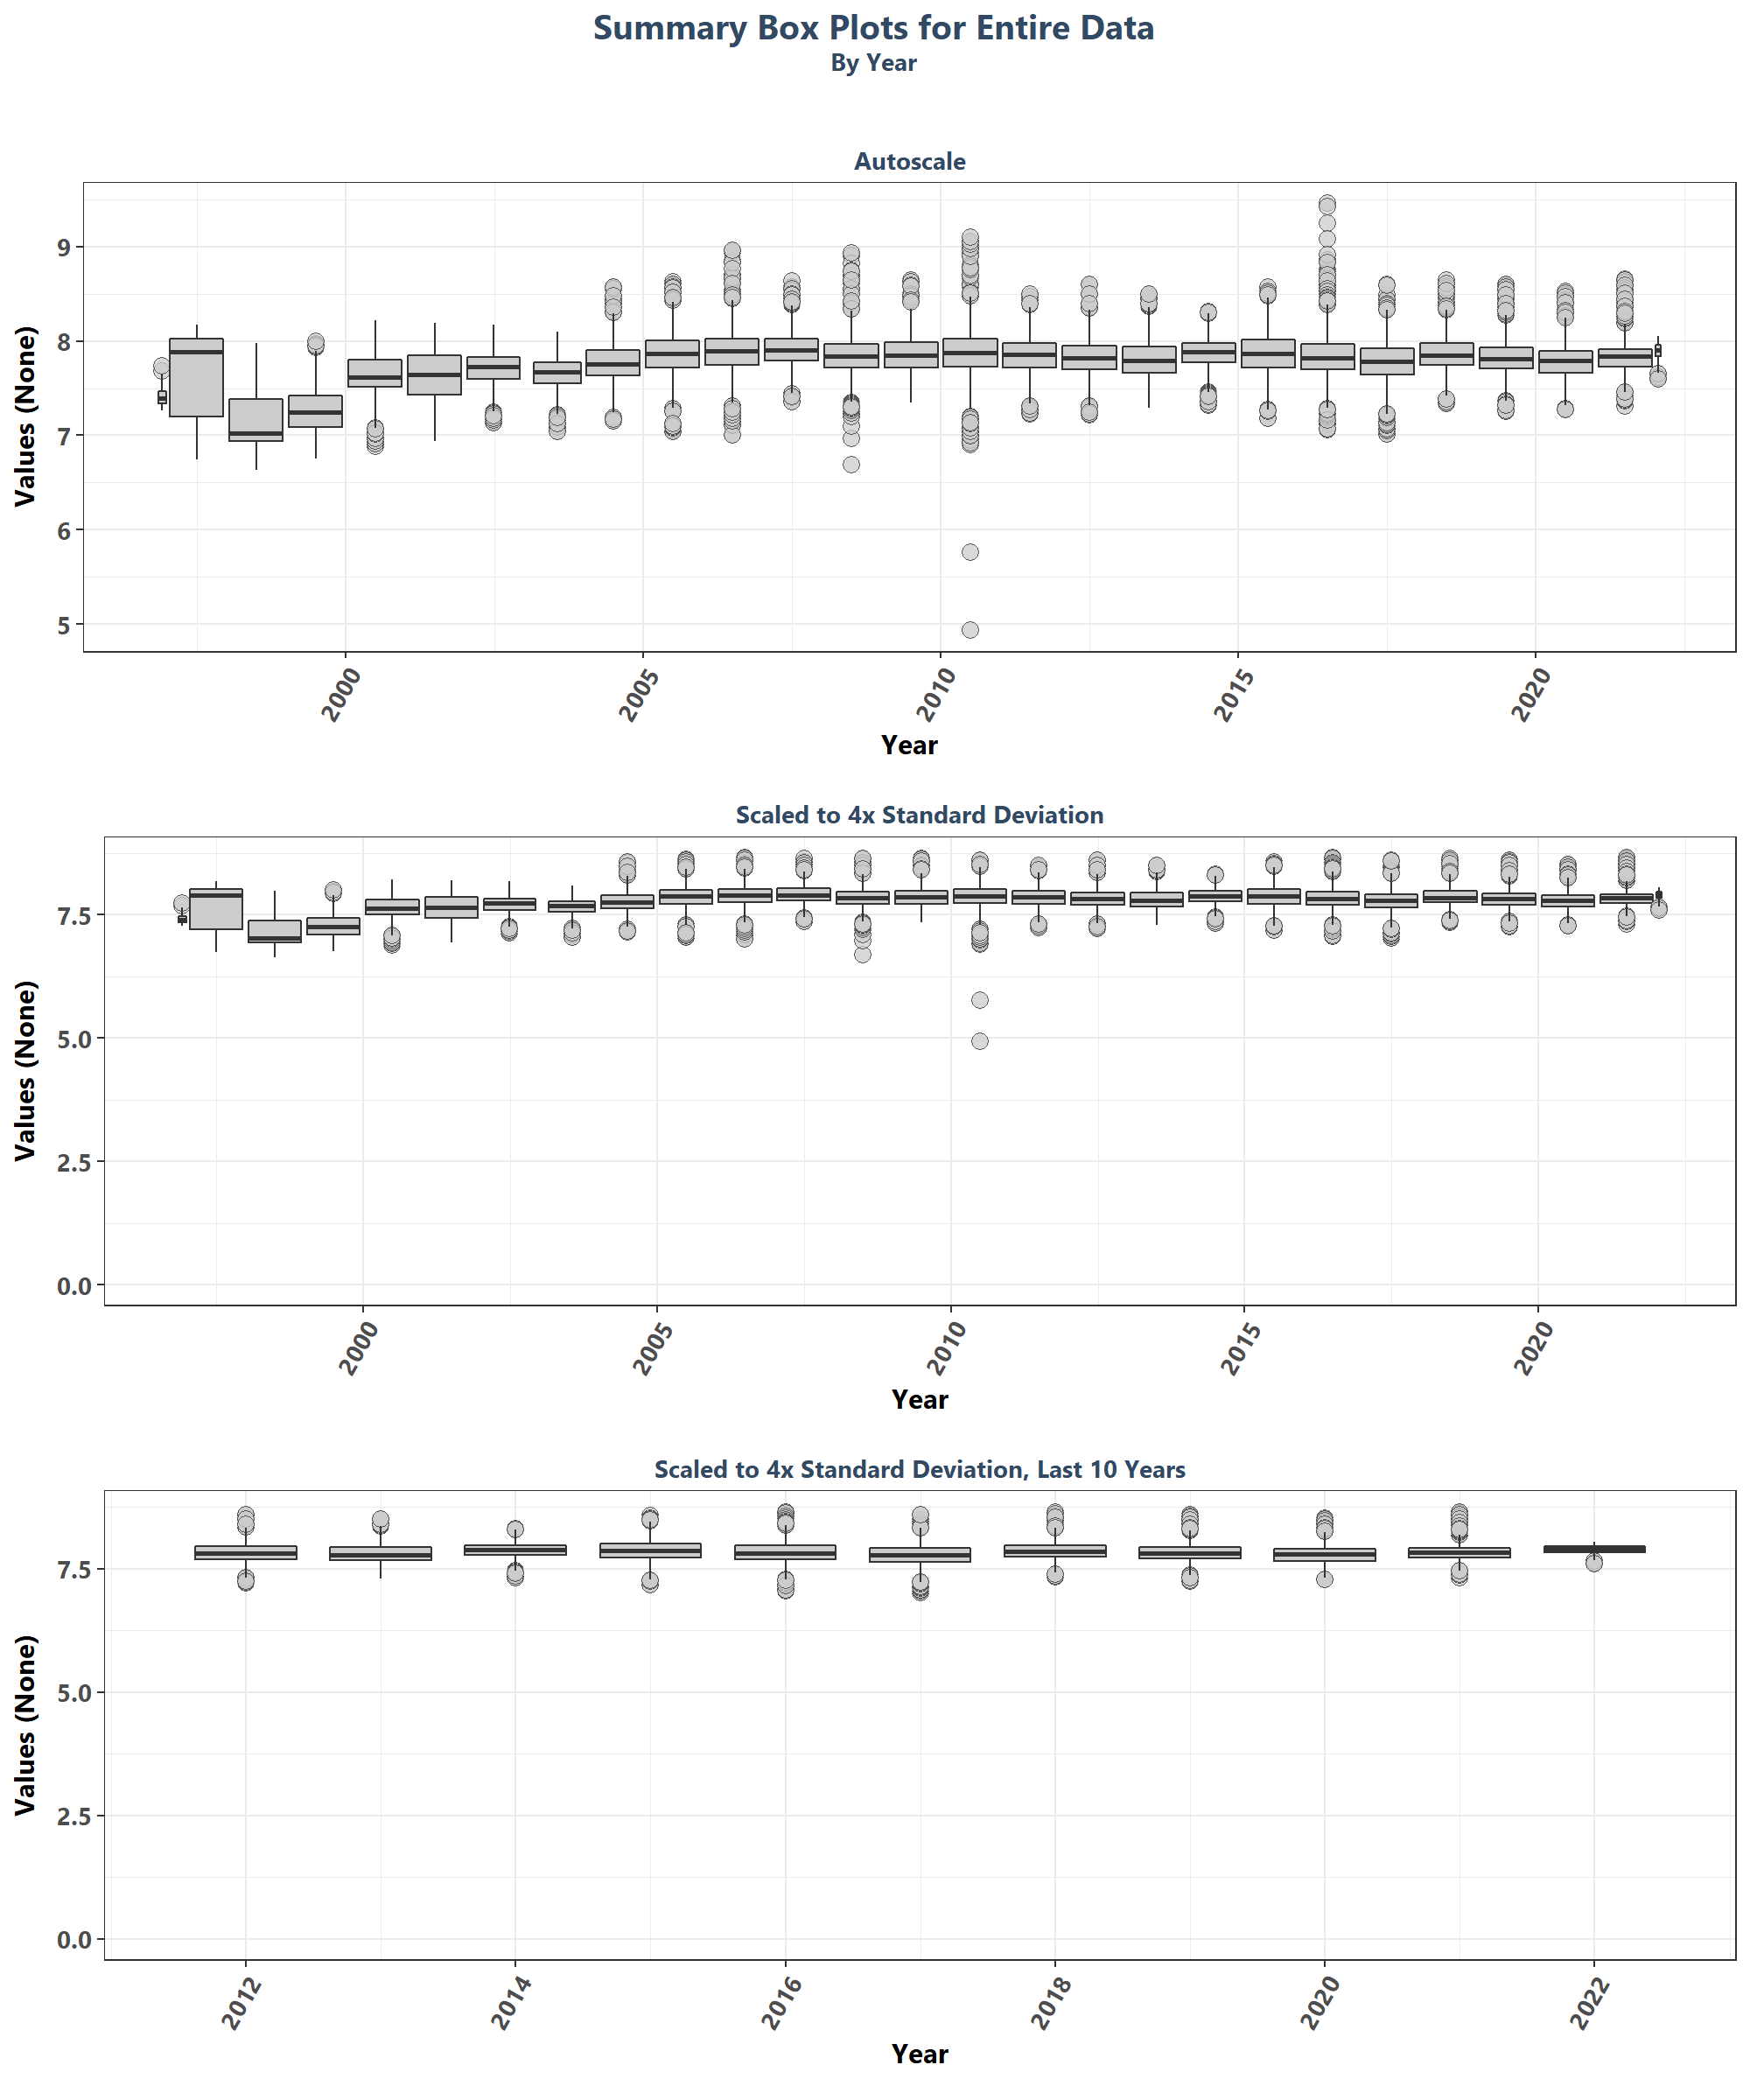 Summary Box Plots for Entire Data
By Year
Autoscale
Values (None)
9
8
7
6
5
2000 2005 2010 2015 2020
Year
Scaled to 4x Standard Deviation
Values (None)
7.5
5.0
2.5
0.0
2000 2005 2010 2015 2020
Year
Scaled to 4x Standard Deviation, Last 10 Years
Values (None)
7.5
5.0
2.5
0.0
2012 2014 2016 2018 2020 2022
Year